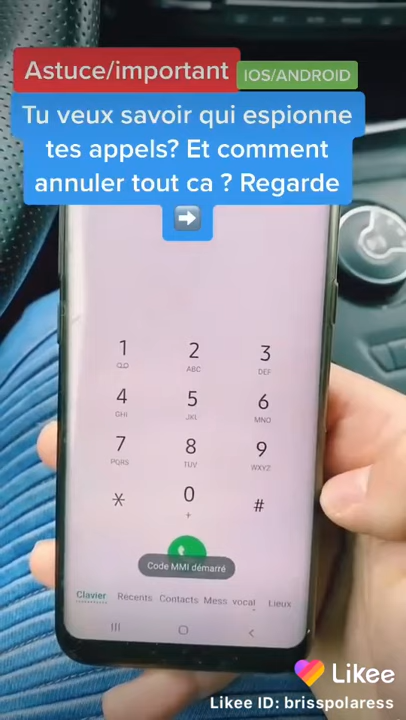 Astuce/important
IOS/ANDROID
Tu veux savoir qui espionne
tes appels? Et comment
annuler tout ca ? Regarde
➡
1 2 3
ABC DEF
4 5 6
GHI JKL MNO
7 8 9
PQRS TUV WXYZ
* 0 #
+
Code MMI démarré
Clavier Récents Contacts Mess vocal Lieux
Likee
Likee ID: brisspolaress